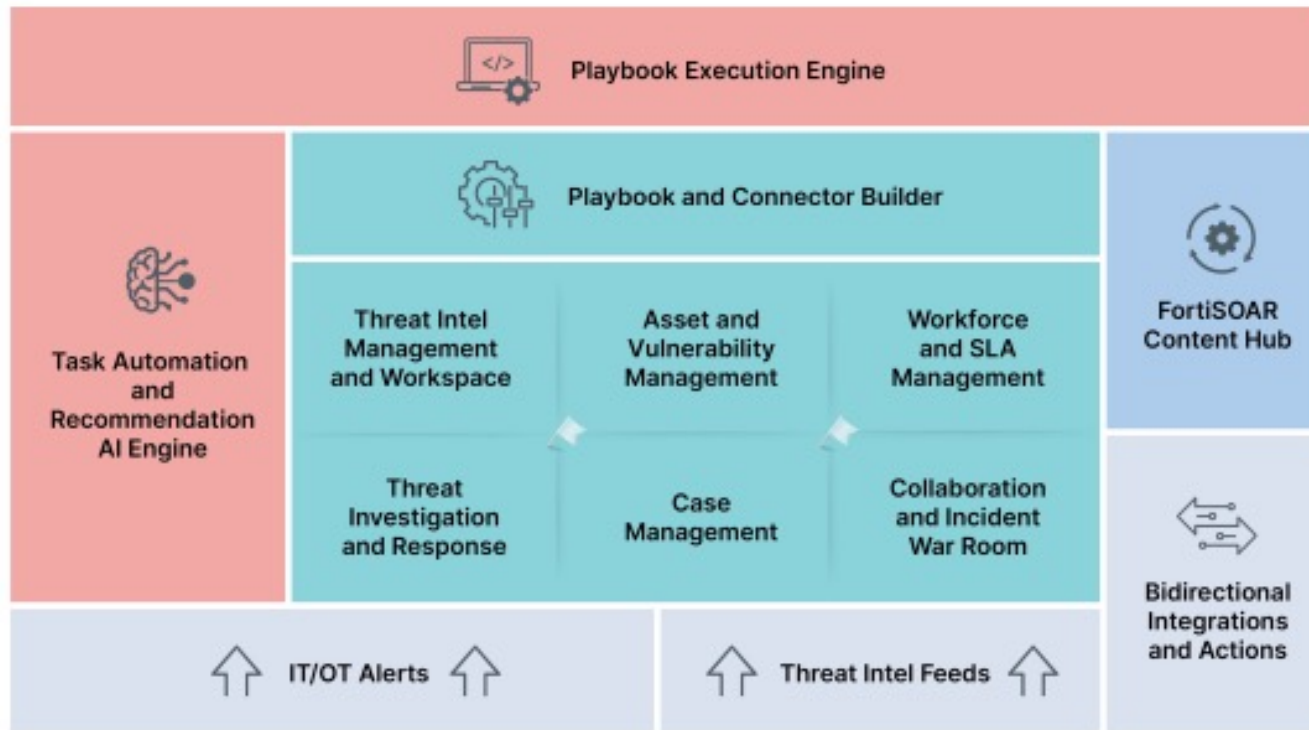 </>
Playbook Execution Engine
Playbook and Connector Builder
Task Automation
and
Recommendation
AI Engine
Threat Intel
Management
and Workspace
Asset and
Vulnerability
Management
Workforce
and SLA
Management
Threat
Investigation
and Response
Case
Management
Collaboration
and Incident
War Room
FortiSOAR
Content Hub
Bidirectional
Integrations
and Actions
IT/OT Alerts
Threat Intel Feeds